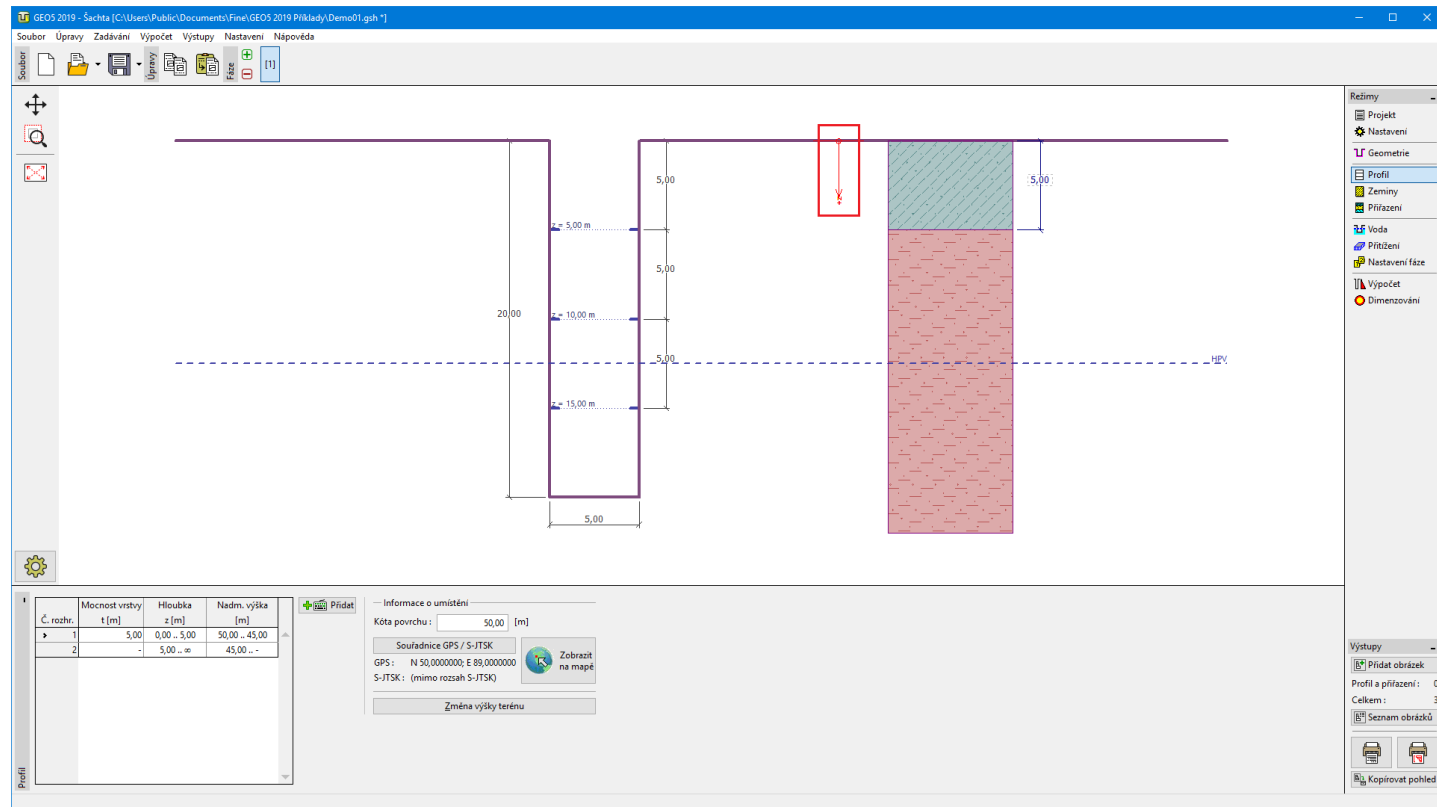 GEO5 2019 - Šachta [C:\Users\Public\Documents\Fine\GEO5 2019 Příklady\Demo01.gsh *]
Soubor Úpravy Zadávání Výpočet Výstupy Nastavení Nápověda
Soubor
Úpravy
Fáze
[1]
Režimy
Projekt
Nastavení
Geometrie
Profil
Zeminy
Přiřazení
Voda
Přitížení
Nastavení fáze
Výpočet
Dimenzování
5,00
5,00
z = 5,00 m
5,00
20,00
z = 10,00 m
5,00
HPV
z = 15,00 m
5,00
Profil
Č. rozhr. Mocnost vrstvy t [m] Hloubka z [m] Nadm. výška [m]
1 5,00 0,00 .. 5,00 50,00 .. 45,00
2 - 5,00 .. ∞ 45,00 .. -
Přidat
Informace o umístění
Kóta povrchu : 50,00 [m]
Souřadnice GPS / S-JTSK
GPS : N 50,0000000; E 89,0000000
S-JTSK : (mimo rozsah S-JTSK)
Zobrazit
na mapě
Změna výšky terénu
Výstupy
Přidat obrázek
Profil a přiřazení : 0
Celkem : 3
Seznam obrázků
Kopírovat pohled